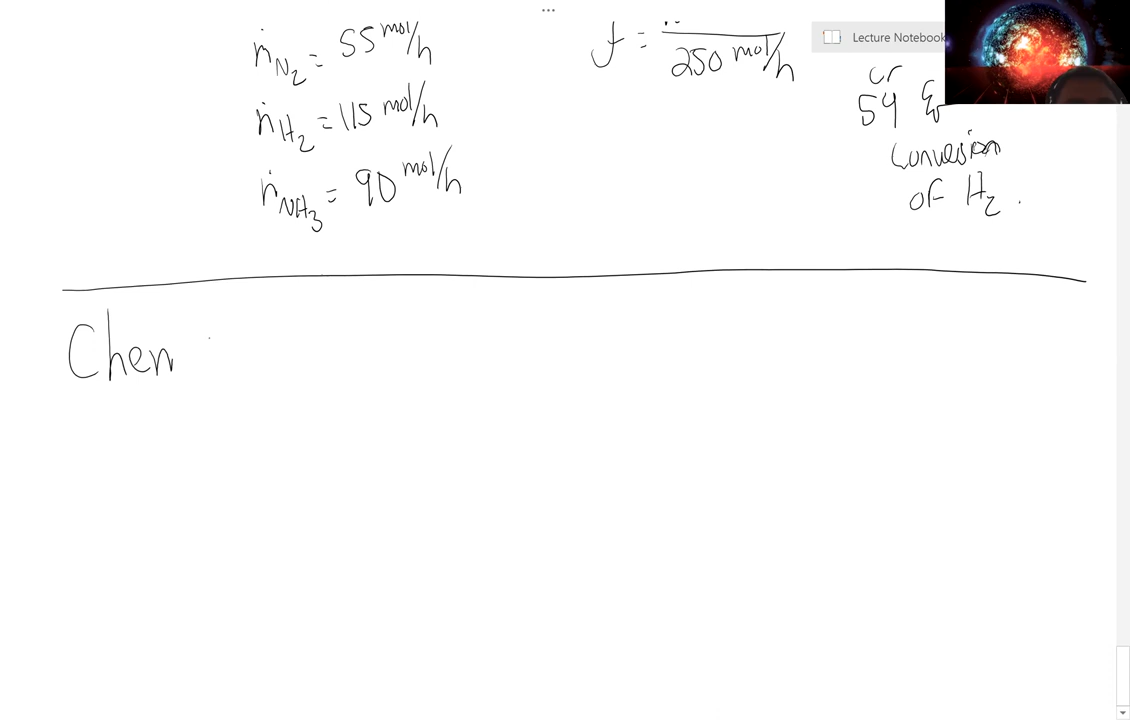 ṅN₂ = 55 mol/h
ṅH₂ = 115 mol/h
ṅNH₃ = 90 mol/h
f =
250 mol/h
Lecture Notebook
or
54 %
conversion
of H₂.
Chem